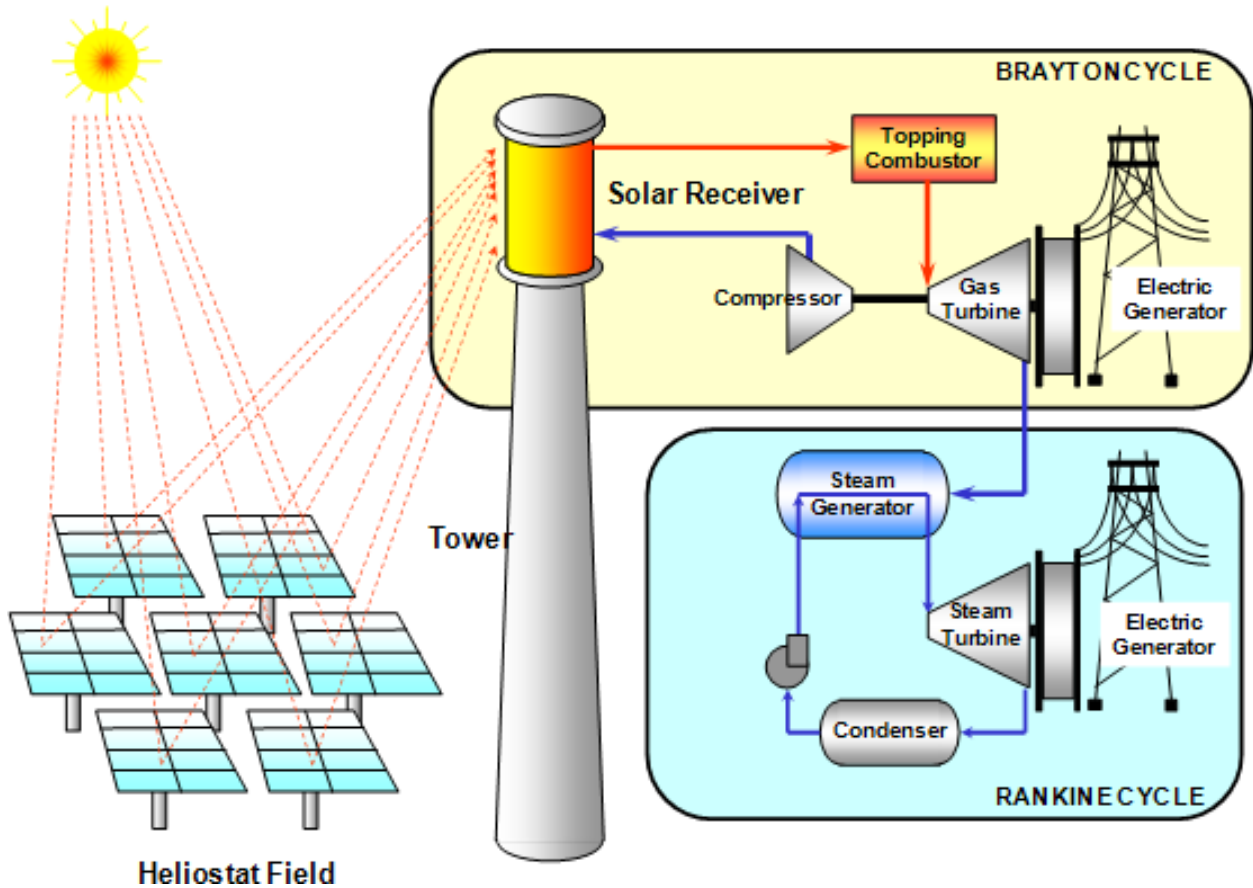 BRAYTONCYCLE
Topping
Combustor
Solar Receiver
Compressor
Gas
Turbine
Electric
Generator
Steam
Generator
Tower
Steam
Turbine
Electric
Generator
Condenser
RANKINECYCLE
Heliostat Field